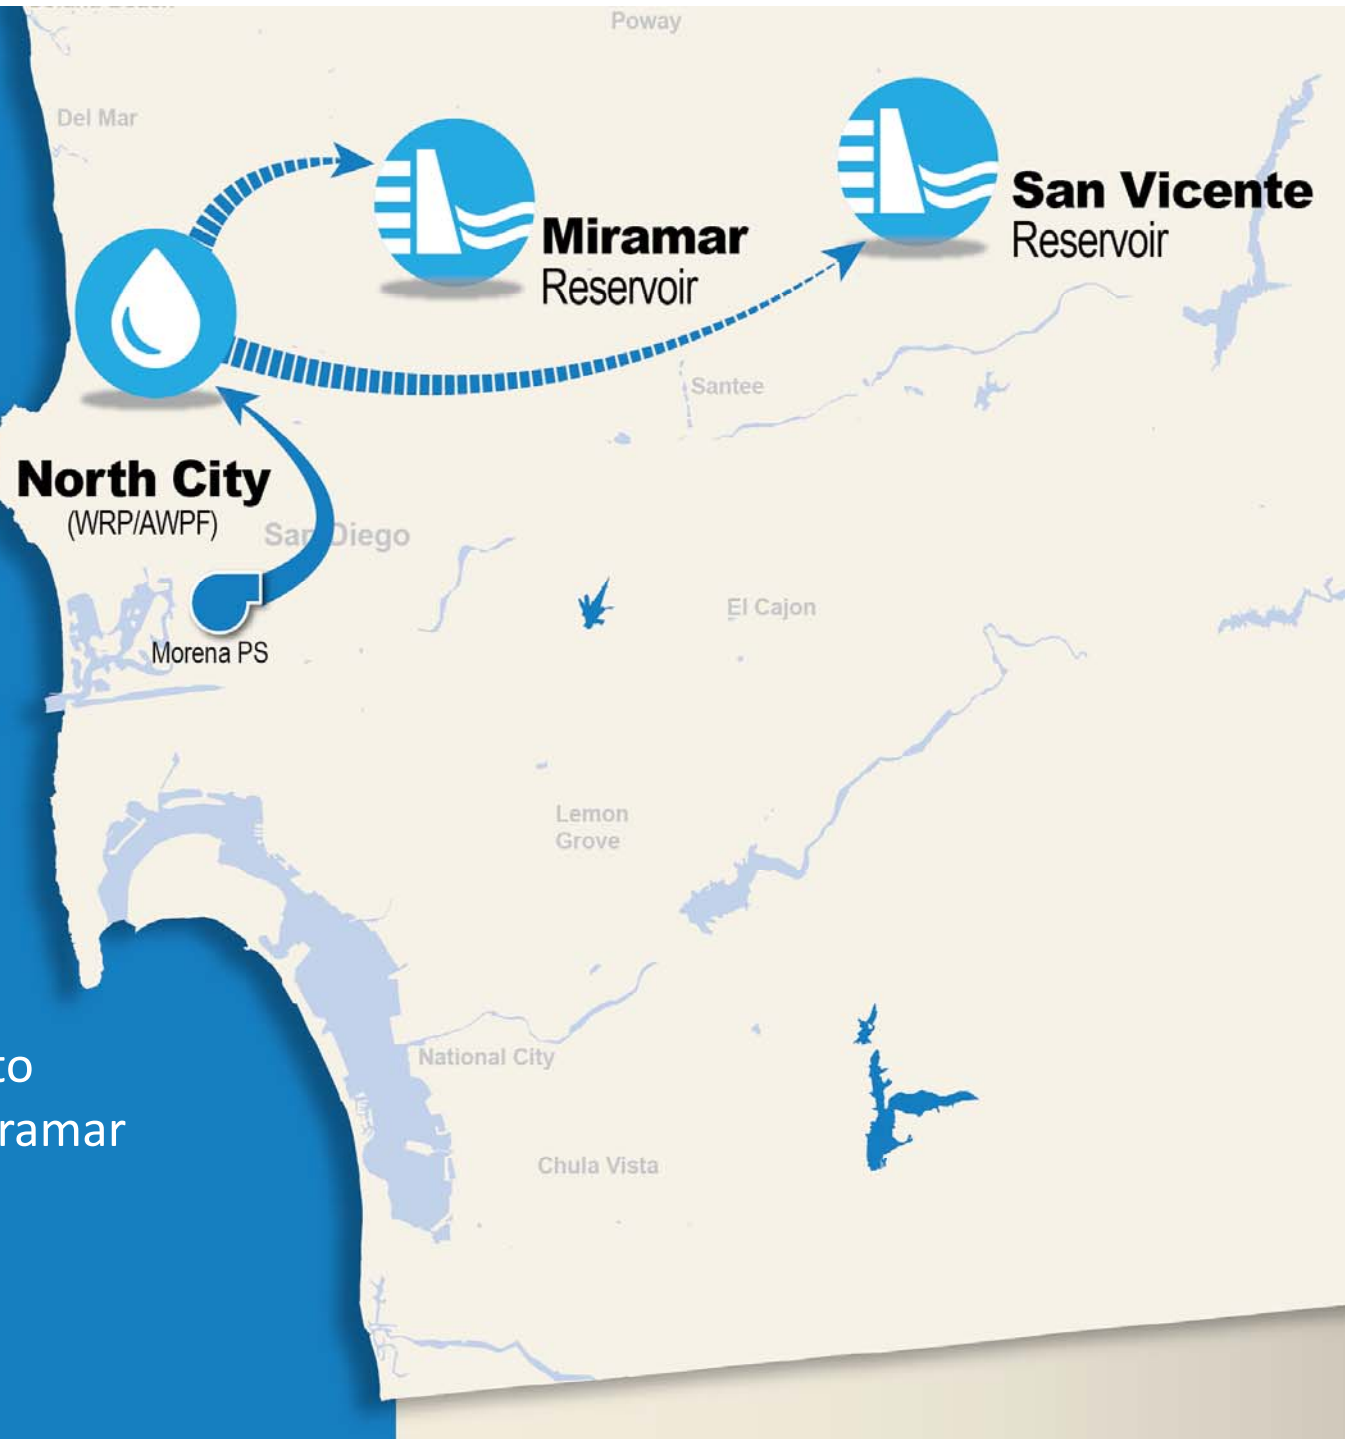 Poway
Del Mar
San Vicente
Reservoir
Miramar
Reservoir
Santee
North City
(WRP/AWPF)
San Diego
El Cajon
Morena PS
Lemon
Grove
National City
to
ramar
Chula Vista